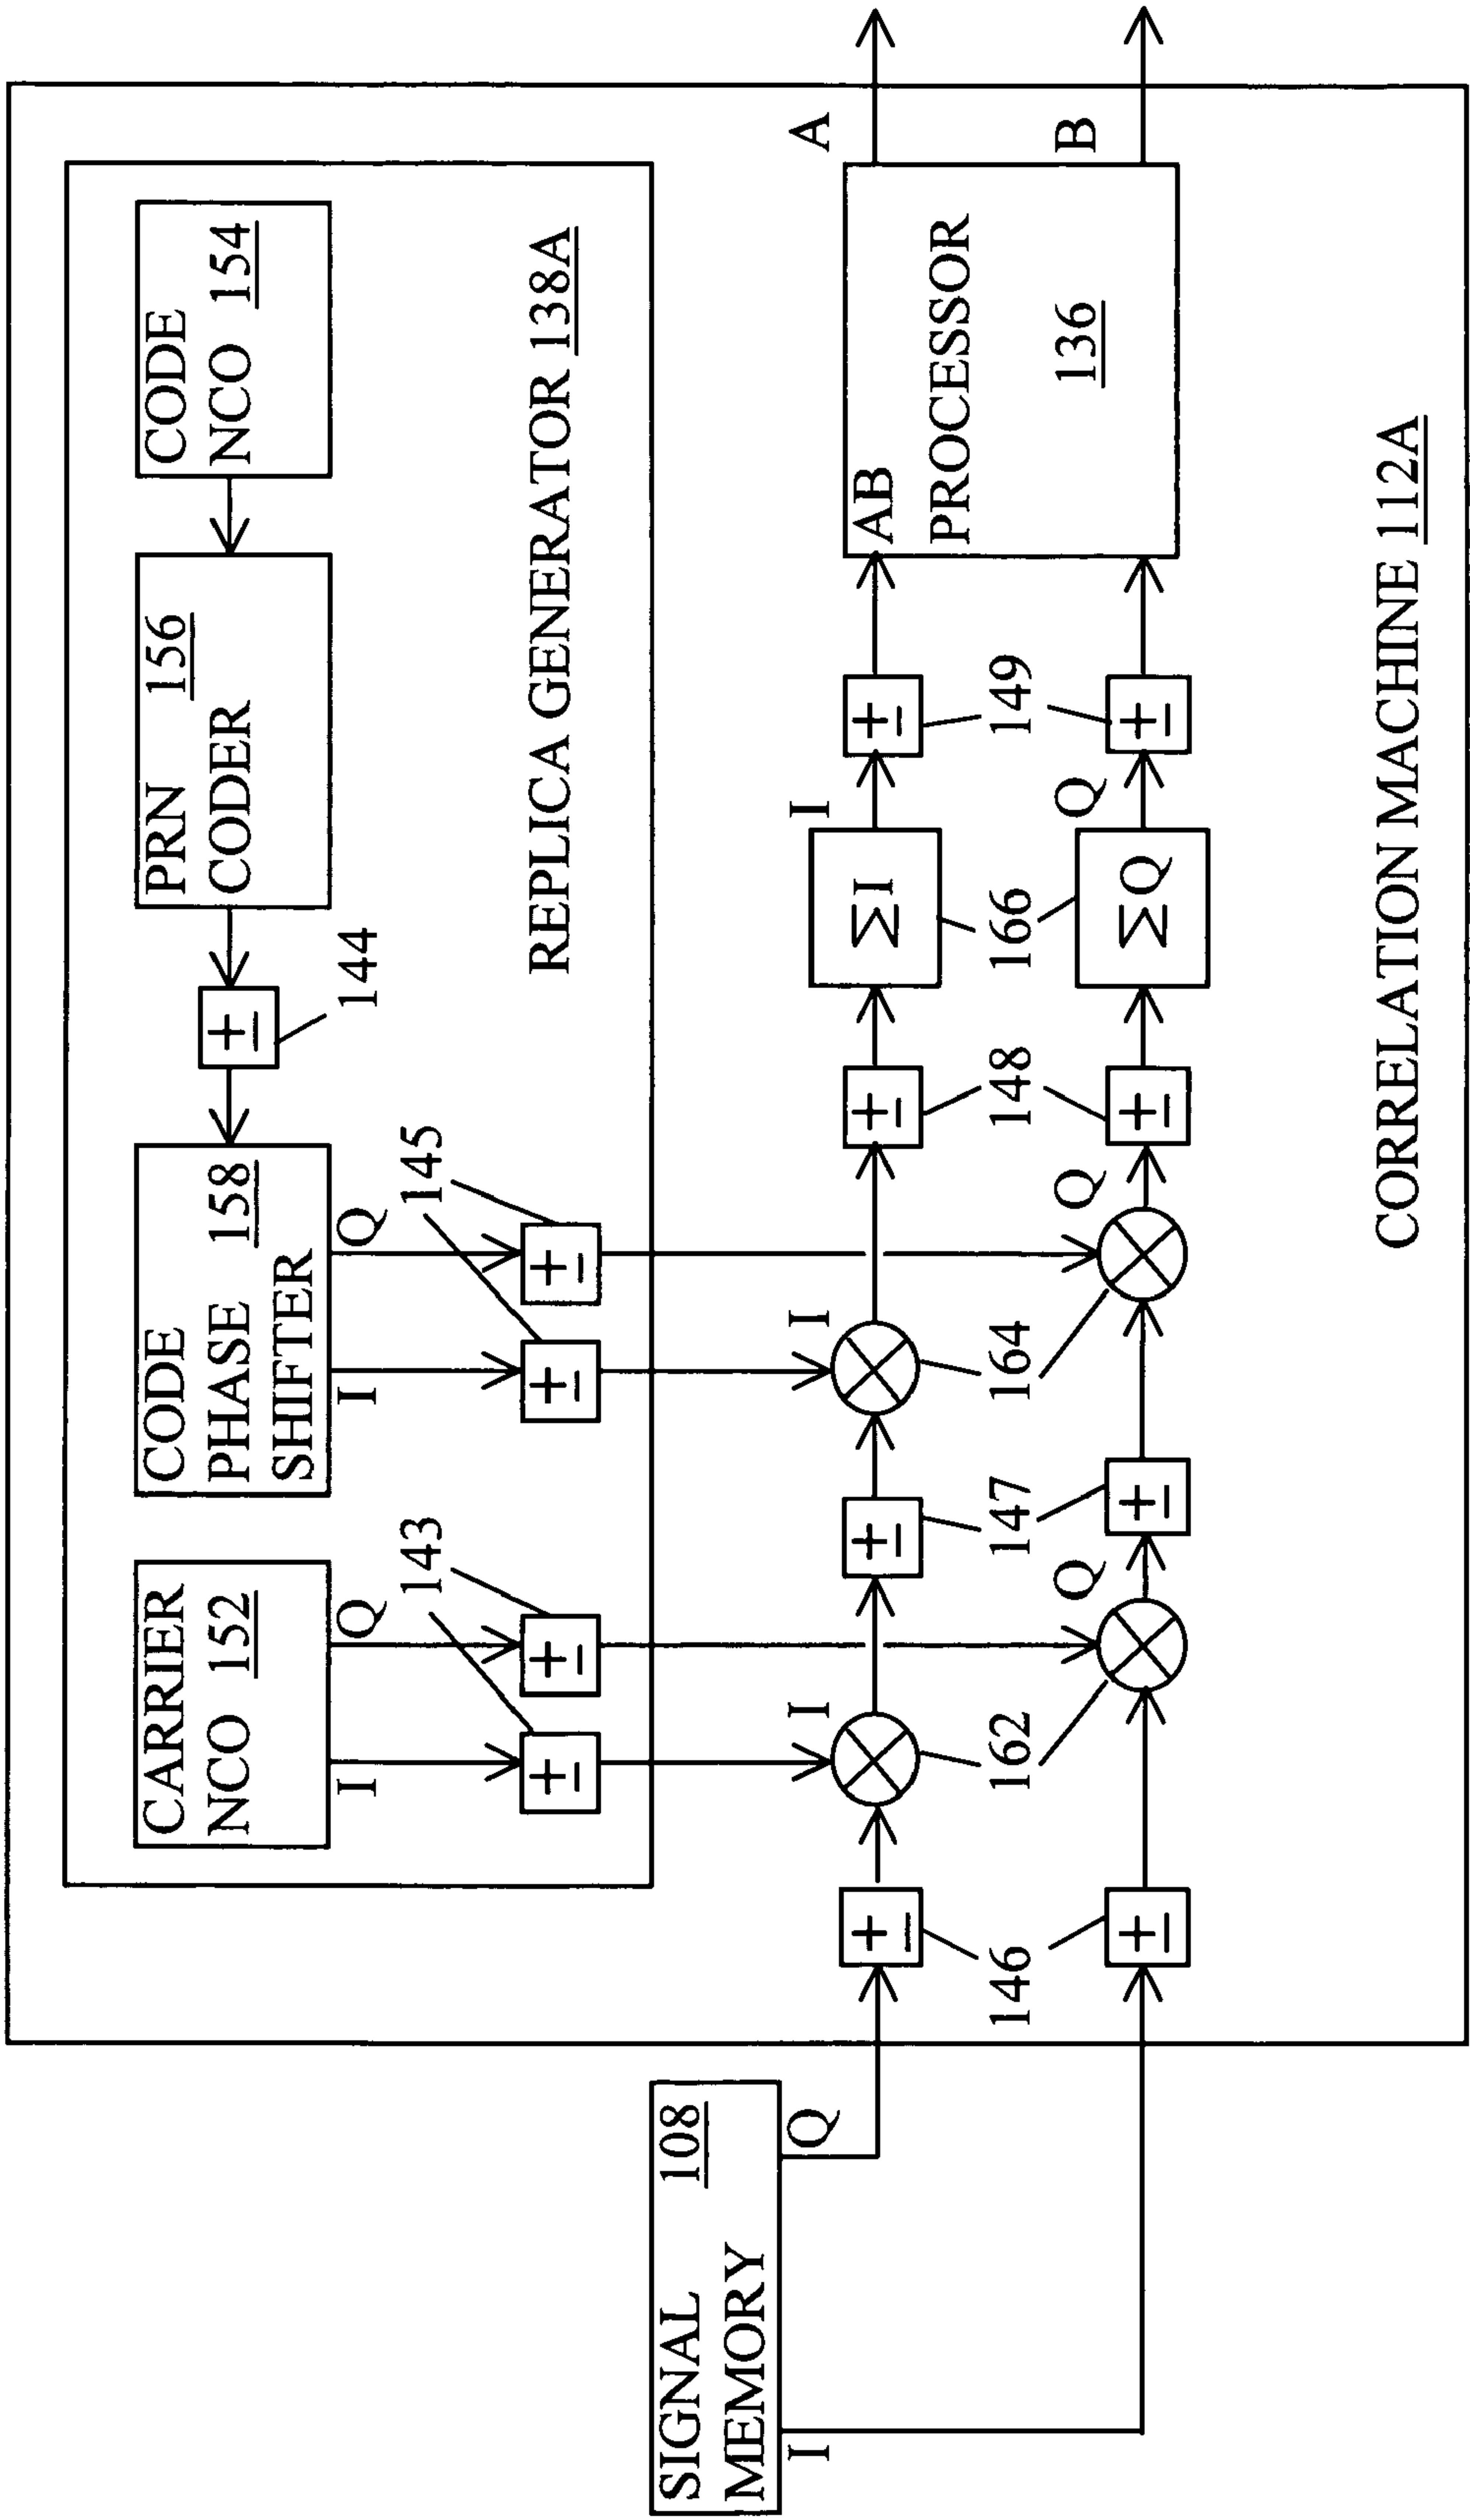 CARRIER
NCO 152
CODE
PHASE 158
SHIFTER
PRN 156
CODER
CODE
NCO 154
±
144
I
Q
I
Q
143
145
±
±
±
±
REPLICA GENERATOR 138A
SIGNAL 108
MEMORY
I
Q
±
I
±
I
±
ΣI
I
±
AB
PROCESSOR
136
A
146
162
147
164
148
166
149
±
Q
±
Q
±
ΣQ
Q
±
B
CORRELATION MACHINE 112A